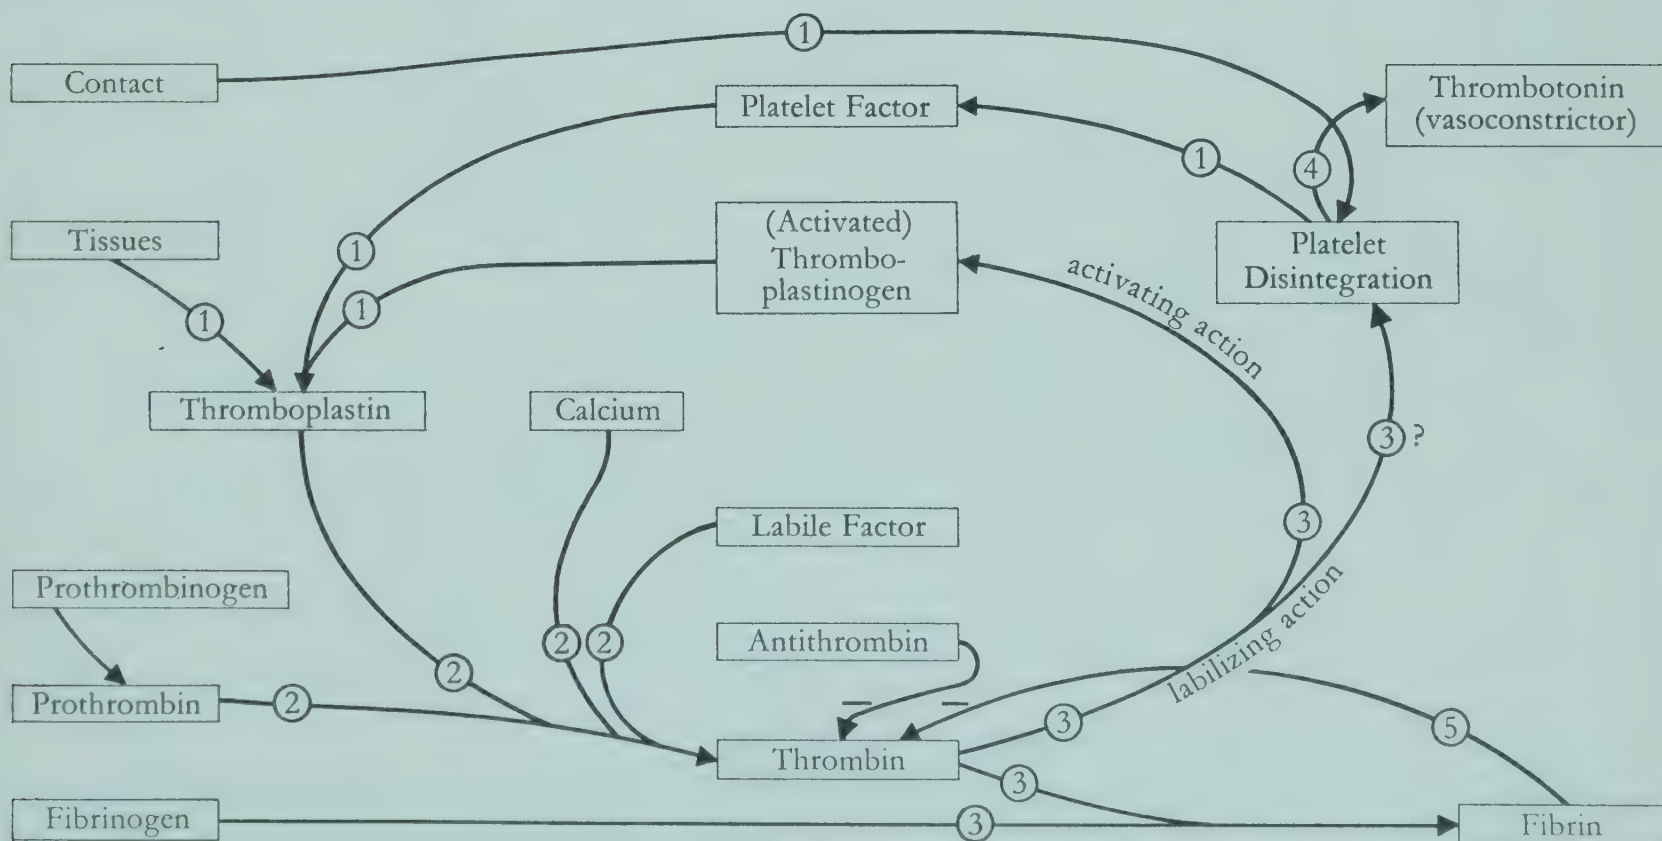 1
Contact
Platelet Factor
Thrombotonin
(vasoconstrictor)
1
4
(Activated)
Thrombo-
plastinogen
Tissues
1
Platelet
Disintegration
activating action
1
1
Thromboplastin
Calcium
3 ?
3
Labile Factor
Prothrombinogen
labilizing action
Antithrombin
2
2
2
Prothrombin
2
–
–
3
5
Thrombin
3
Fibrinogen
3
Fibrin